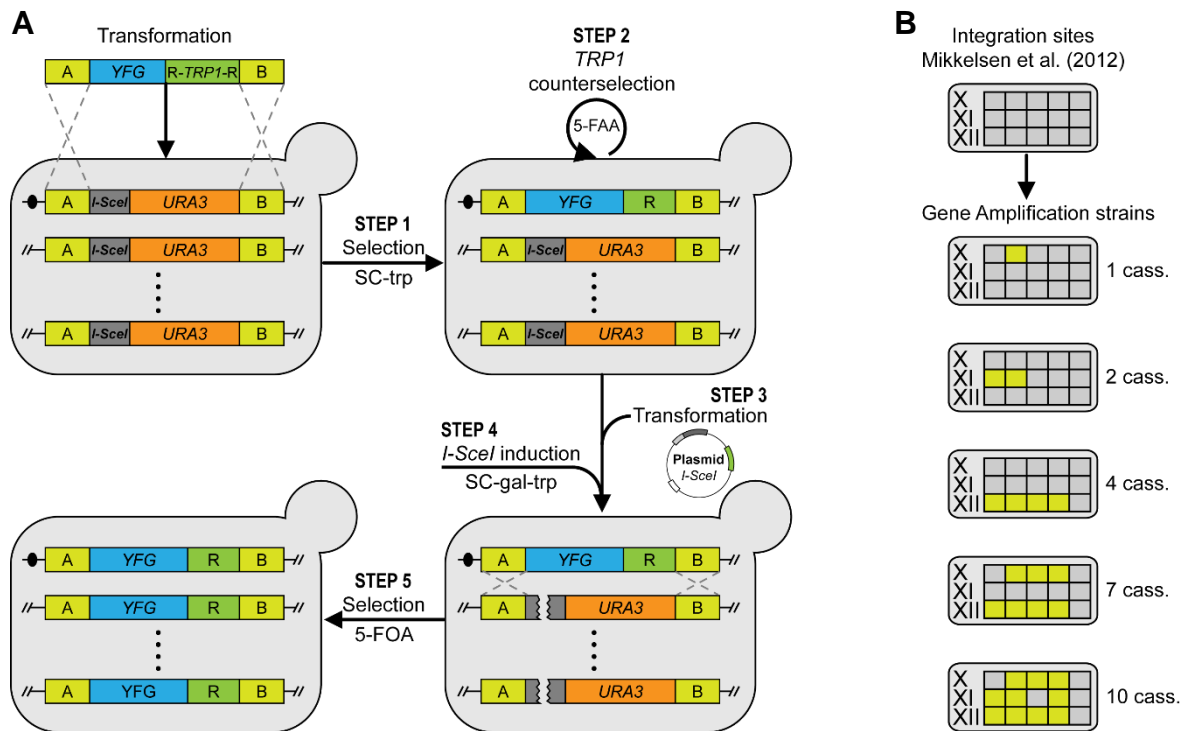 A
Transformation
A YFG R-TRP1-R B
A I-SceI URA3 B
A I-SceI URA3 B
A I-SceI URA3 B
STEP 1
Selection
SC-trp
STEP 2
TRP1
counterselection
5-FAA
A YFG R B
A I-SceI URA3 B
A I-SceI URA3 B
STEP 3
Transformation
Plasmid
I-SceI
STEP 4
I-SceI induction
SC-gal-trp
A YFG R B
A URA3 B
A URA3 B
STEP 5
Selection
5-FOA
A YFG R B
A YFG R B
A YFG R B
B
Integration sites
Mikkelsen et al. (2012)
X
XI
XII
Gene Amplification strains
X
XI
XII
1 cass.
X
XI
XII
2 cass.
X
XI
XII
4 cass.
X
XI
XII
7 cass.
X
XI
XII
10 cass.